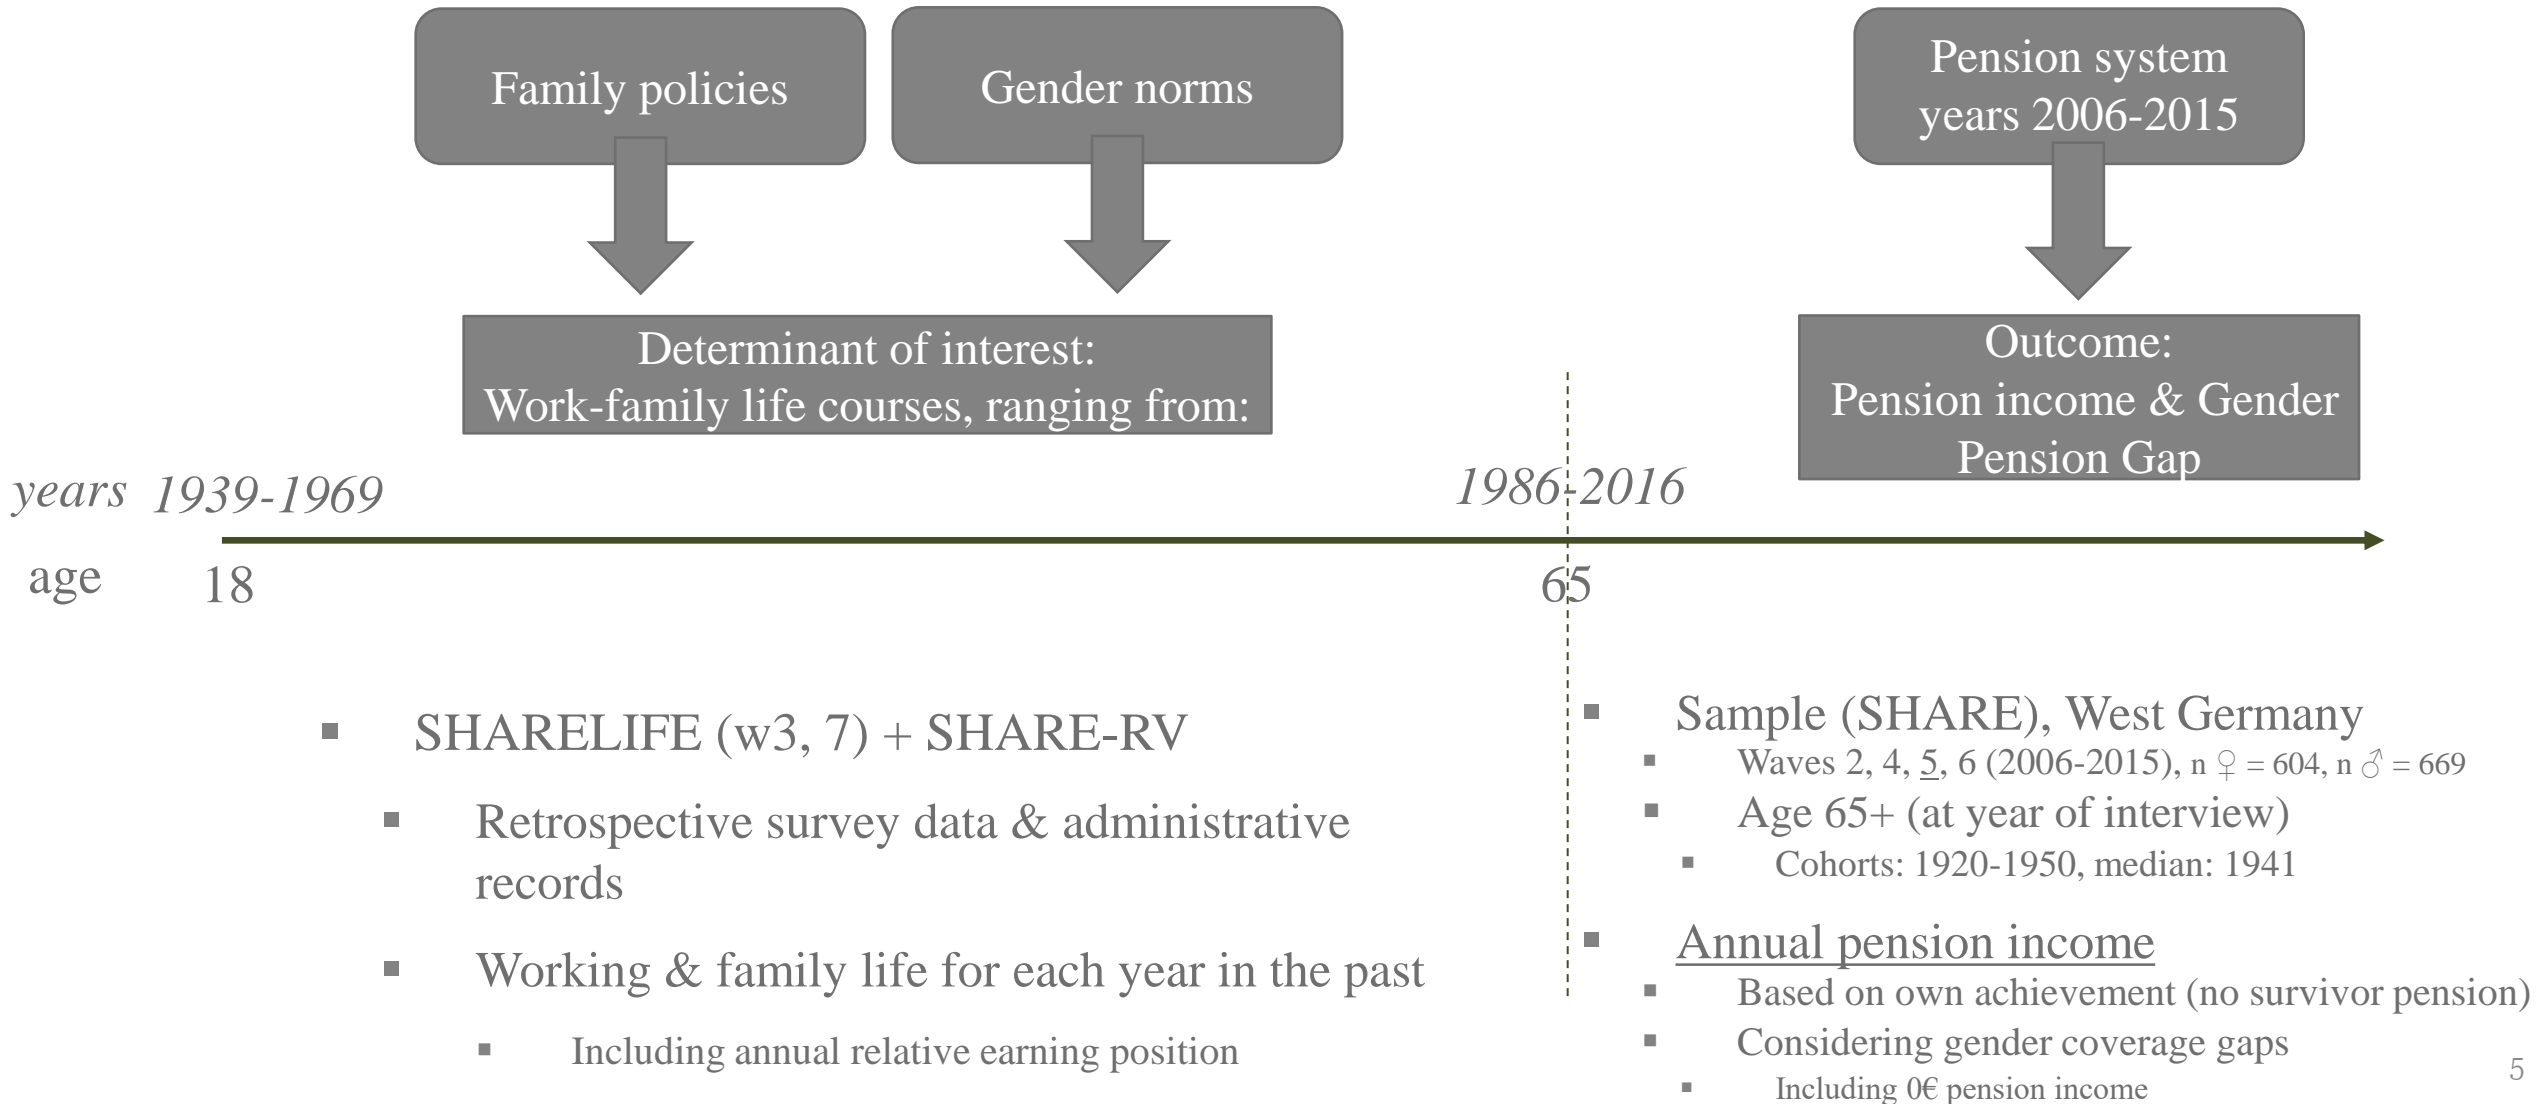 Family policies
Gender norms
Pension system
years 2006-2015
Determinant of interest:
Work-family life courses, ranging from:
Outcome:
Pension income & Gender
Pension Gap
years 1939-1969
1986-2016
age 18 65
▪ SHARELIFE (w3, 7) + SHARE-RV
▪ Retrospective survey data & administrative
records
▪ Working & family life for each year in the past
▪ Including annual relative earning position
▪ Sample (SHARE), West Germany
▪ Waves 2, 4, 5, 6 (2006-2015), n ♀ = 604, n ♂ = 669
▪ Age 65+ (at year of interview)
▪ Cohorts: 1920-1950, median: 1941
▪ Annual pension income
▪ Based on own achievement (no survivor pension)
▪ Considering gender coverage gaps
▪ Including 0€ pension income
5